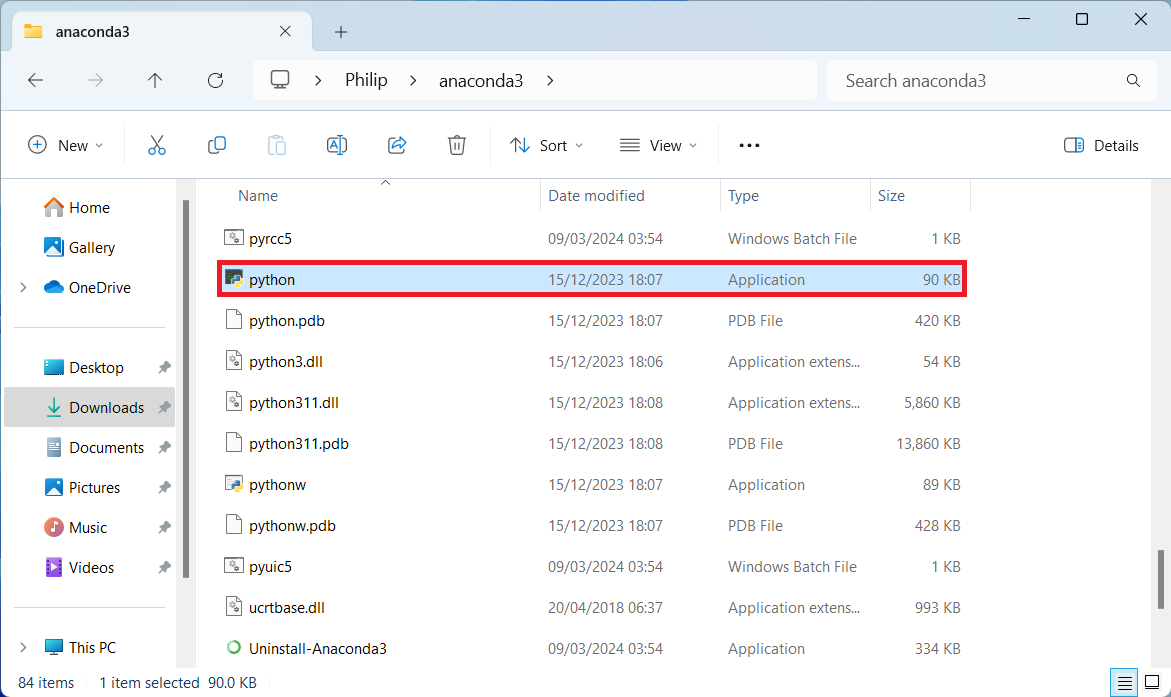 anaconda3
Philip anaconda3
Search anaconda3
New Sort View Details
Name Date modified Type Size
Home
Gallery
OneDrive
Desktop
Downloads
Documents
Pictures
Music
Videos
This PC
pyrcc5 09/03/2024 03:54 Windows Batch File 1 KB
python 15/12/2023 18:07 Application 90 KB
python.pdb 15/12/2023 18:07 PDB File 420 KB
python3.dll 15/12/2023 18:06 Application extens... 54 KB
python311.dll 15/12/2023 18:08 Application extens... 5,860 KB
python311.pdb 15/12/2023 18:08 PDB File 13,860 KB
pythonw 15/12/2023 18:07 Application 89 KB
pythonw.pdb 15/12/2023 18:07 PDB File 428 KB
pyuic5 09/03/2024 03:54 Windows Batch File 1 KB
ucrtbase.dll 20/04/2018 06:37 Application extens... 993 KB
Uninstall-Anaconda3 09/03/2024 03:54 Application 334 KB
84 items 1 item selected 90.0 KB